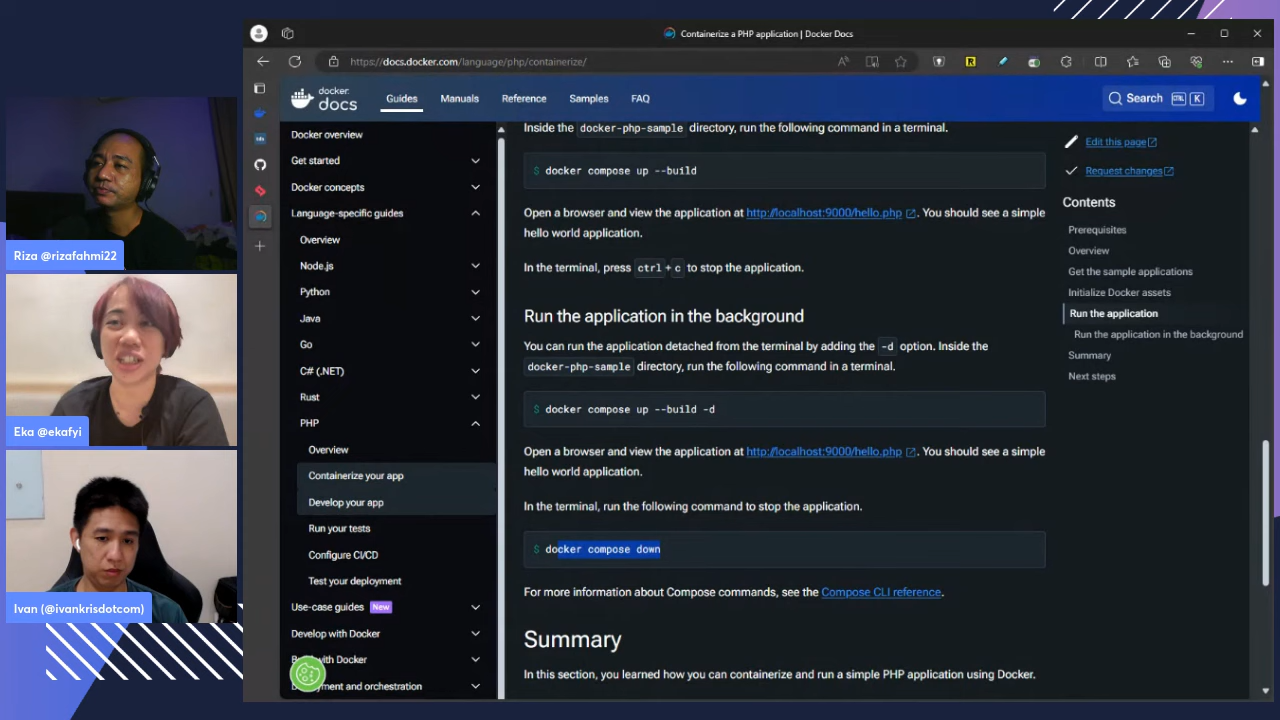 Containerize a PHP application | Docker Docs
https://docs.docker.com/language/php/containerize/
docker docs
Guides
Manuals
Reference
Samples
FAQ
Search
CTRL K
Docker overview
Get started
Docker concepts
Language-specific guides
Overview
Node.js
Python
Java
Go
C# (.NET)
Rust
PHP
Overview
Containerize your app
Develop your app
Run your tests
Configure CI/CD
Test your deployment
Use-case guides New
Develop with Docker
with Docker
and orchestration
Inside the docker-php-sample directory, run the following command in a terminal.
$ docker compose up --build
Open a browser and view the application at http://localhost:9000/hello.php. You should see a simple
hello world application.
In the terminal, press ctrl+c to stop the application.
Run the application in the background
You can run the application detached from the terminal by adding the -d option. Inside the
docker-php-sample directory, run the following command in a terminal.
$ docker compose up --build -d
Open a browser and view the application at http://localhost:9000/hello.php. You should see a simple
hello world application.
In the terminal, run the following command to stop the application.
$ docker compose down
For more information about Compose commands, see the Compose CLI reference.
Summary
In this section, you learned how you can containerize and run a simple PHP application using Docker.
Edit this page
Request changes
Contents
Prerequisites
Overview
Get the sample applications
Initialize Docker assets
Run the application
Run the application in the background
Summary
Next steps
Riza @rizafahmi22
Eka @ekafyi
Ivan (@ivankrisdotcom)